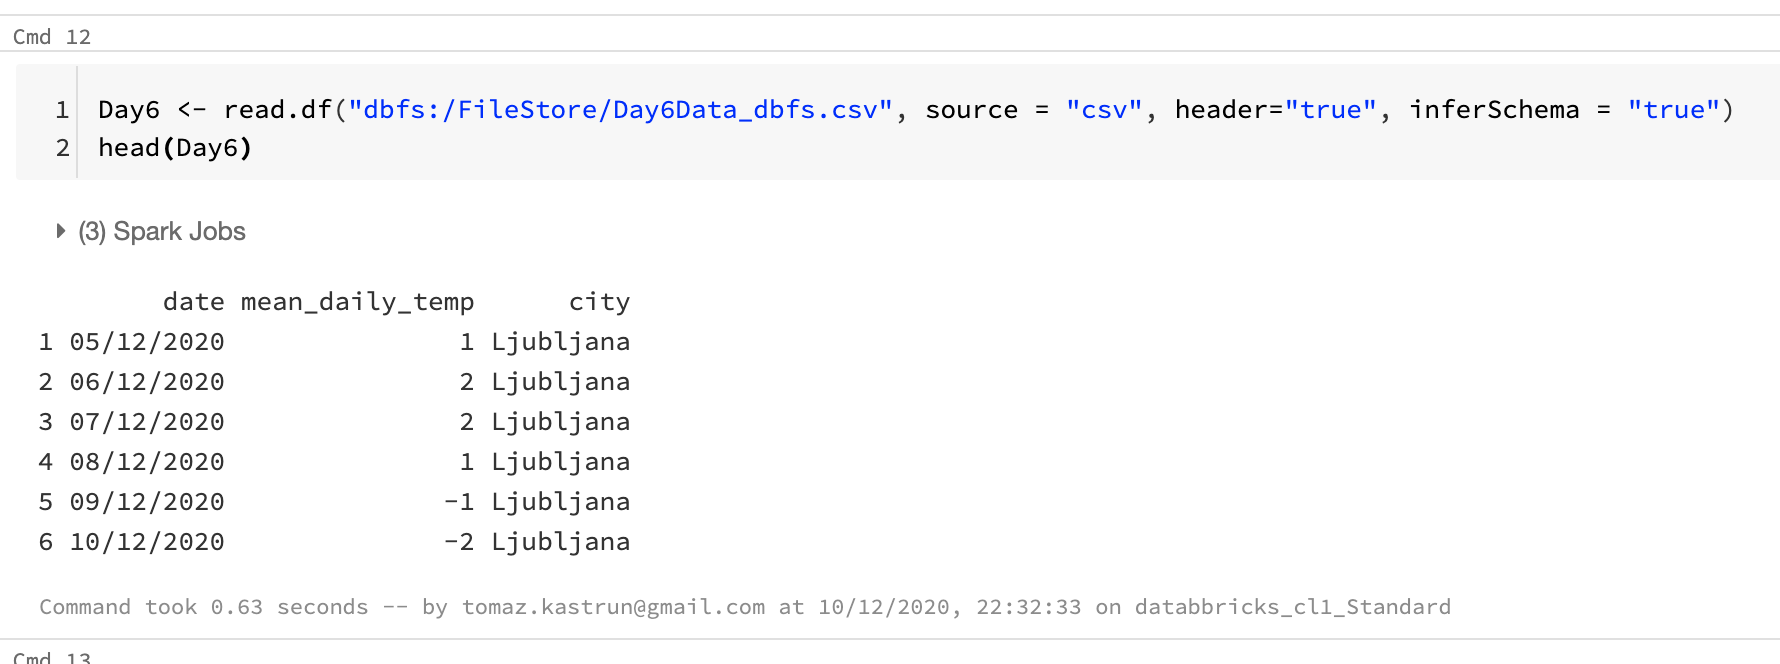 Cmd 12
1 Day6 <- read.df("dbfs:/FileStore/Day6Data_dbfs.csv", source = "csv", header="true", inferSchema = "true")
2 head(Day6)
(3) Spark Jobs
date mean_daily_temp city
1 05/12/2020 1 Ljubljana
2 06/12/2020 2 Ljubljana
3 07/12/2020 2 Ljubljana
4 08/12/2020 1 Ljubljana
5 09/12/2020 -1 Ljubljana
6 10/12/2020 -2 Ljubljana
Command took 0.63 seconds -- by tomaz.kastrun@gmail.com at 10/12/2020, 22:32:33 on databbricks_cl1_Standard
Cmd 13